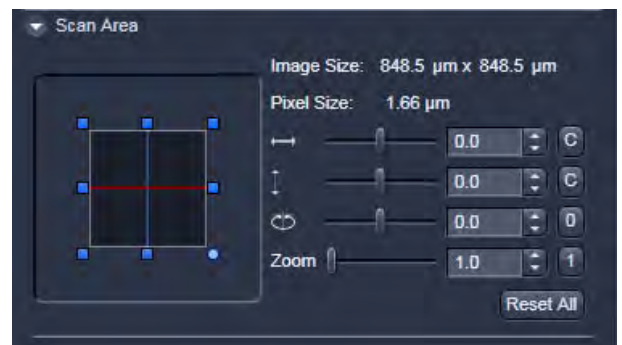 Scan Area
Image Size: 848.5 µm x 848.5 µm
Pixel Size: 1.66 µm
0.0 C
0.0 C
0.0 0
Zoom 1.0 1
Reset All